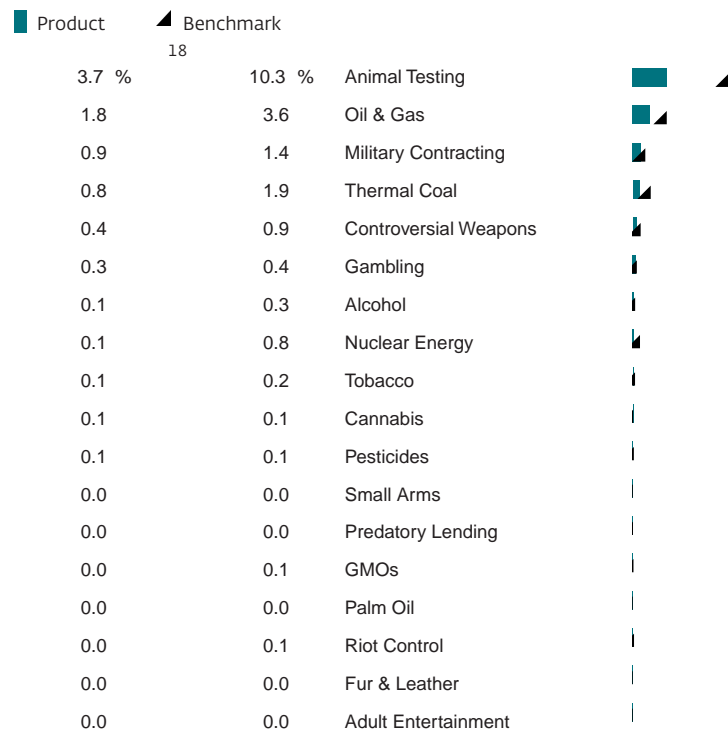 Product Benchmark
18
3.7 % 10.3 % Animal Testing
1.8 3.6 Oil & Gas
0.9 1.4 Military Contracting
0.8 1.9 Thermal Coal
0.4 0.9 Controversial Weapons
0.3 0.4 Gambling
0.1 0.3 Alcohol
0.1 0.8 Nuclear Energy
0.1 0.2 Tobacco
0.1 0.1 Cannabis
0.1 0.1 Pesticides
0.0 0.0 Small Arms
0.0 0.0 Predatory Lending
0.0 0.1 GMOs
0.0 0.0 Palm Oil
0.0 0.1 Riot Control
0.0 0.0 Fur & Leather
0.0 0.0 Adult Entertainment